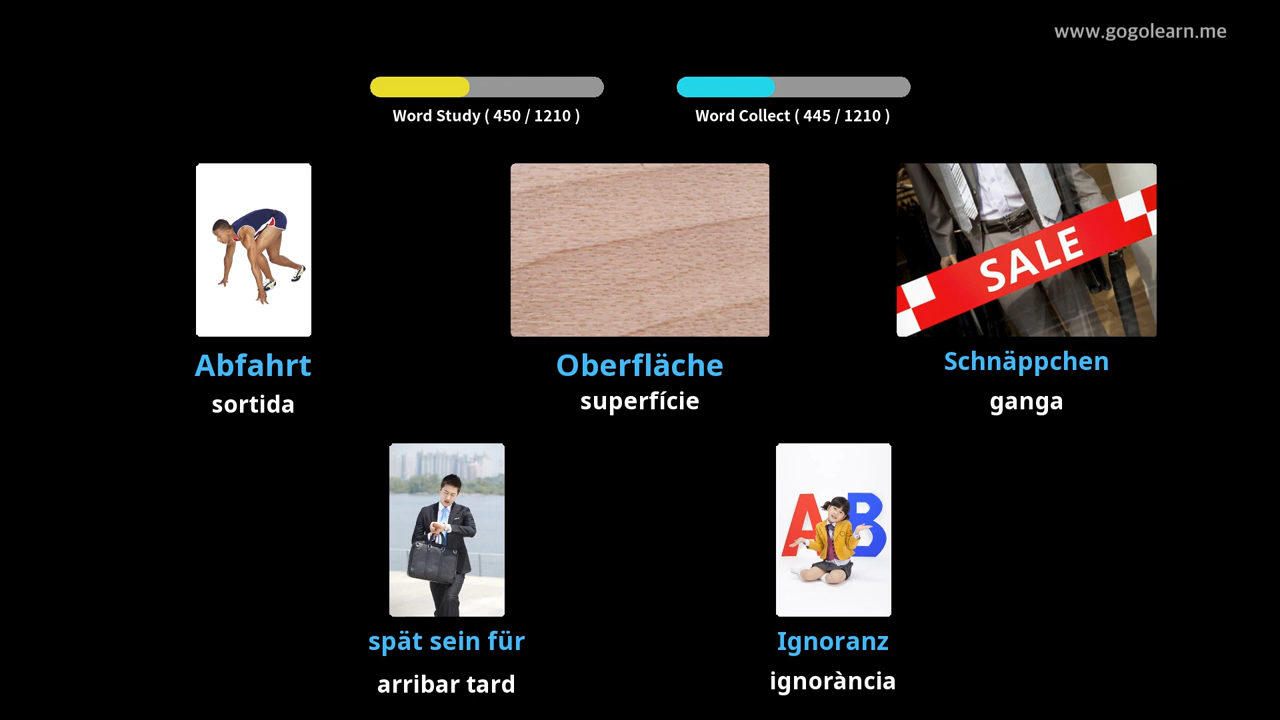 www.gogolearn.me
Word Study ( 450 / 1210 )
Word Collect ( 445 / 1210 )
SALE
Abfahrt
sortida
Oberfläche
superfície
Schnäppchen
ganga
A B
spät sein für
arribar tard
Ignoranz
ignorància